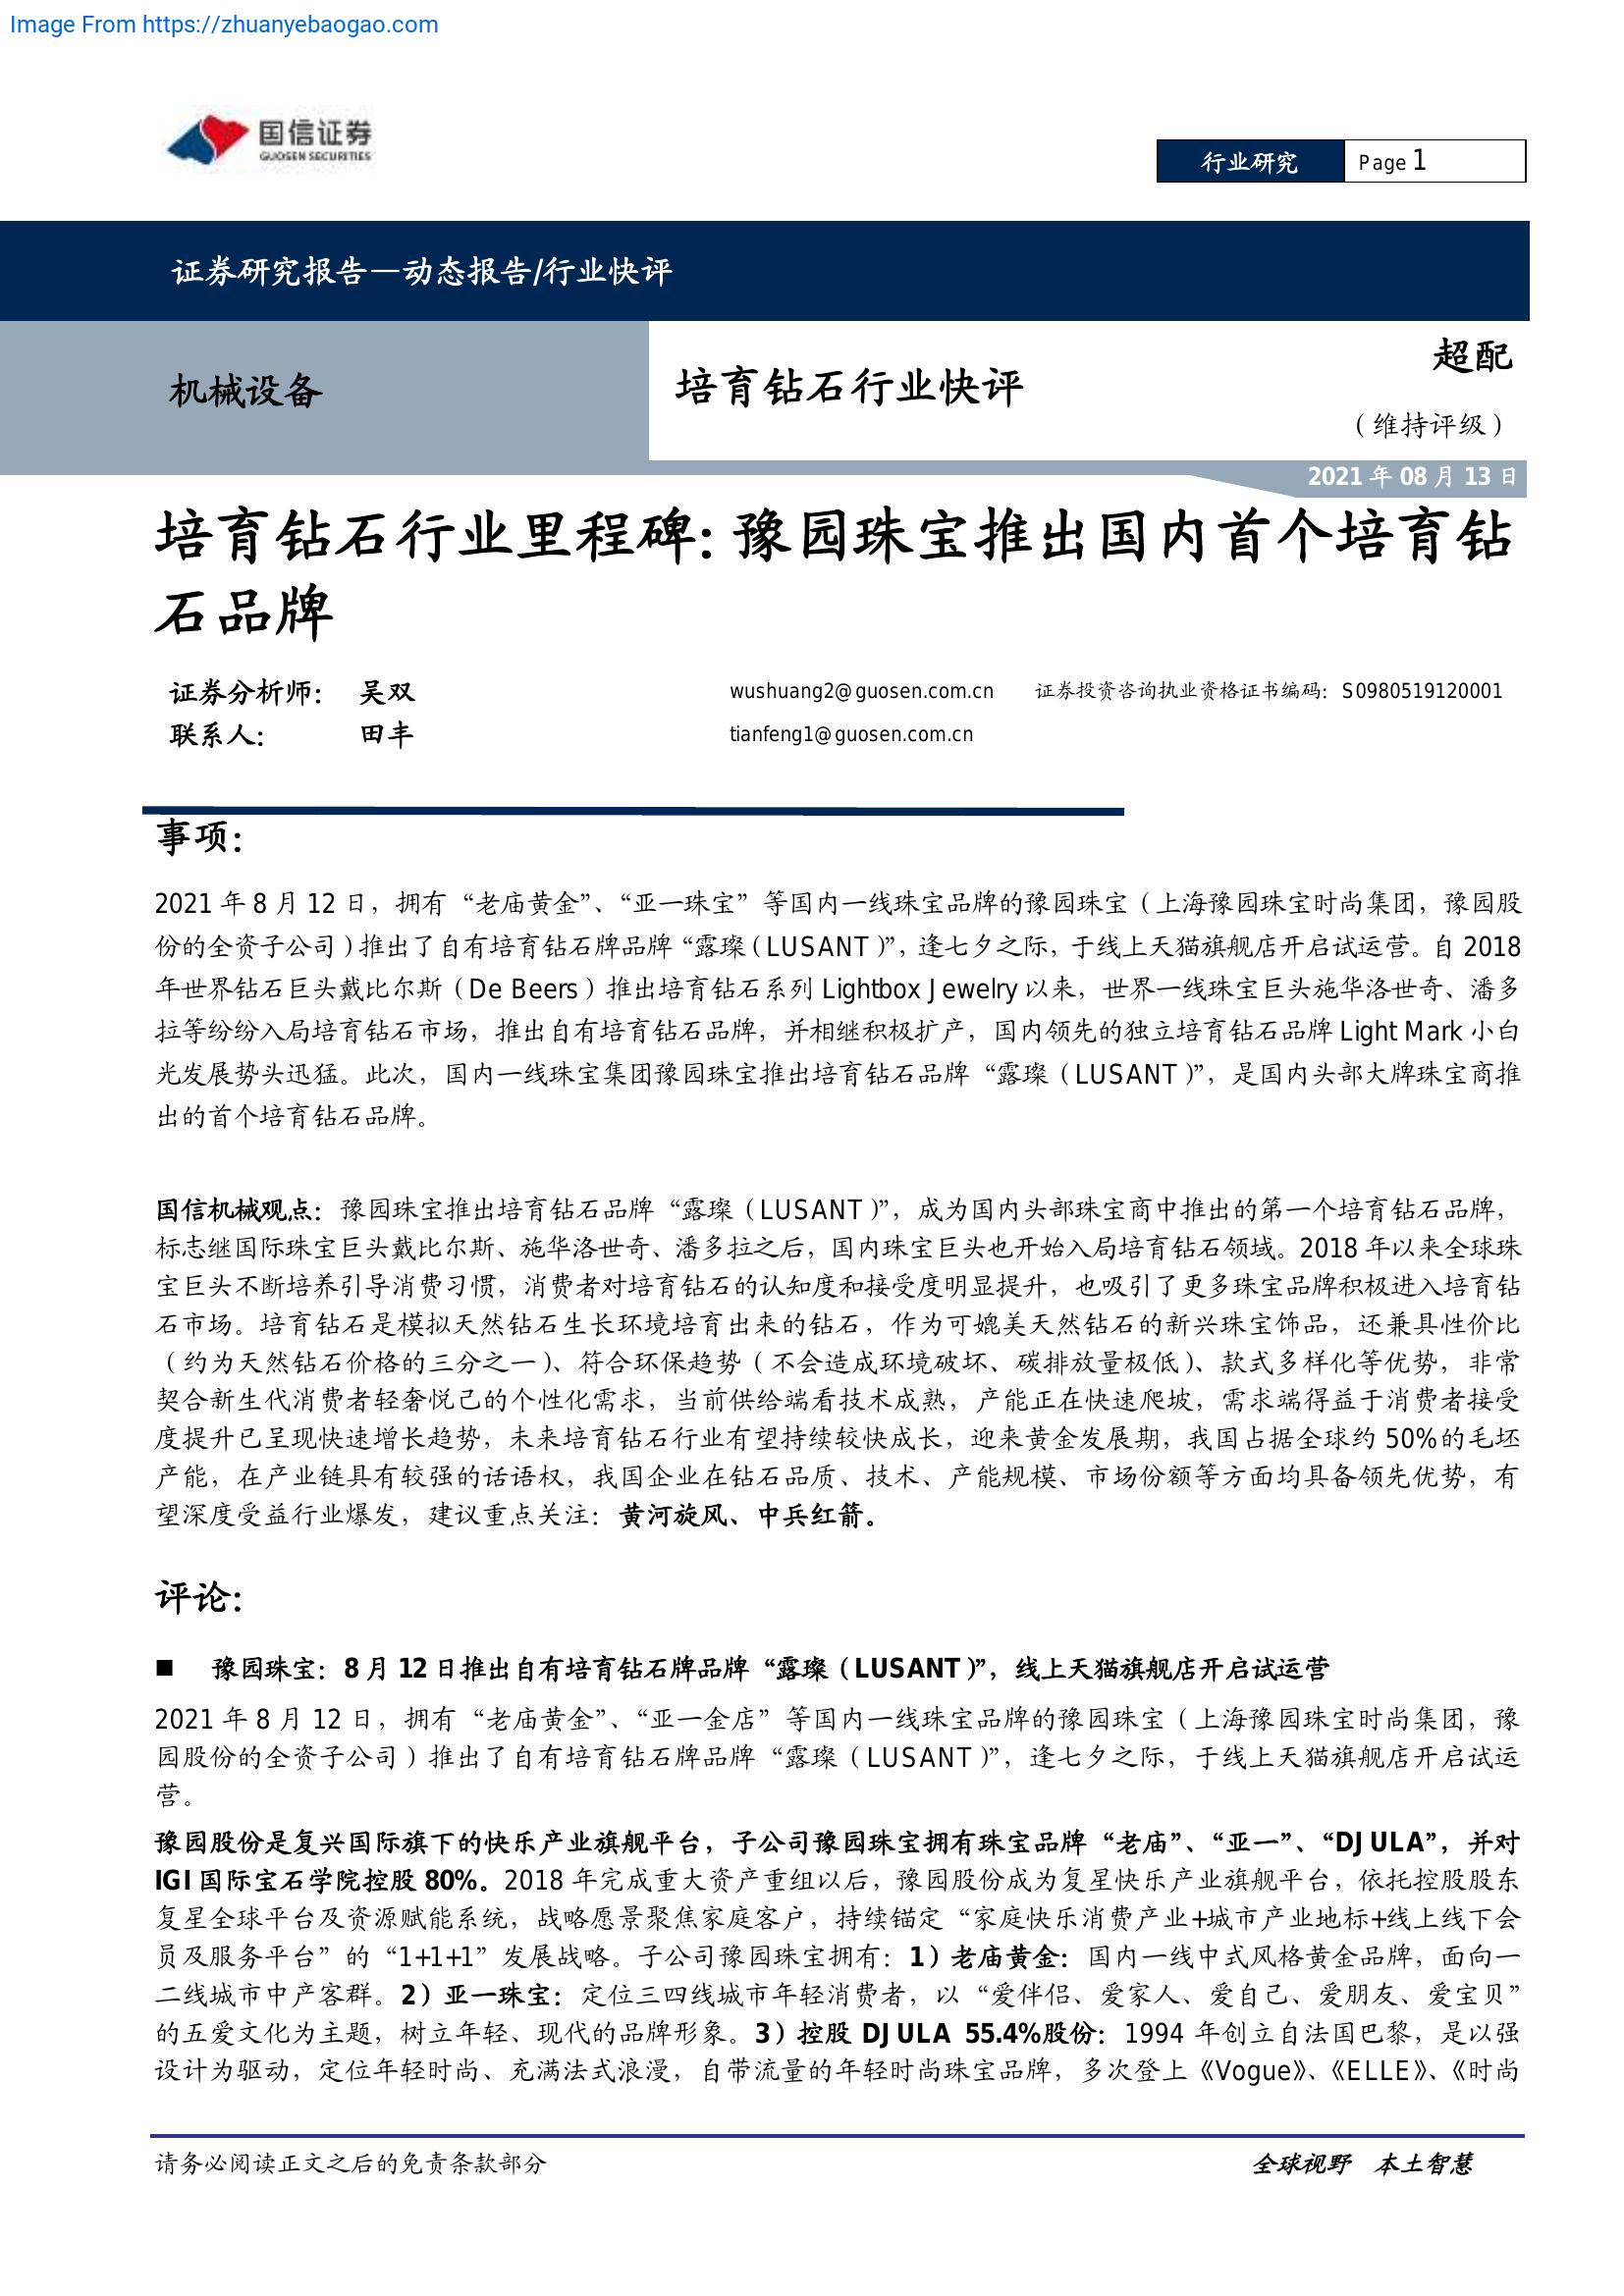 Image From https://zhuanyebaogao.com
国信证券
GUOSEN SECURITIES
行业研究
Page 1
证券研究报告—动态报告/行业快评
机械设备
培育钻石行业快评
超配
（维持评级）
2021 年 08 月 13 日
培育钻石行业里程碑：豫园珠宝推出国内首个培育钻
石品牌
证券分析师： 吴双 wushuang2@guosen.com.cn 证券投资咨询执业资格证书编码：S0980519120001
联系人： 田丰 tianfeng1@guosen.com.cn
事项：
2021 年 8 月 12 日，拥有“老庙黄金”、“亚一珠宝”等国内一线珠宝品牌的豫园珠宝（上海豫园珠宝时尚集团，豫园股
份的全资子公司）推出了自有培育钻石牌品牌“露璨（LUSANT）”，逢七夕之际，于线上天猫旗舰店开启试运营。自 2018
年世界钻石巨头戴比尔斯（De Beers）推出培育钻石系列 Lightbox Jewelry 以来，世界一线珠宝巨头施华洛世奇、潘多
拉等纷纷入局培育钻石市场，推出自有培育钻石品牌，并相继积极扩产，国内领先的独立培育钻石品牌 Light Mark 小白
光发展势头迅猛。此次，国内一线珠宝集团豫园珠宝推出培育钻石品牌“露璨（LUSANT）”，是国内头部大牌珠宝商推
出的首个培育钻石品牌。
国信机械观点：豫园珠宝推出培育钻石品牌“露璨（LUSANT）”，成为国内头部珠宝商中推出的第一个培育钻石品牌，
标志继国际珠宝巨头戴比尔斯、施华洛世奇、潘多拉之后，国内珠宝巨头也开始入局培育钻石领域。2018 年以来全球珠
宝巨头不断培养引导消费习惯，消费者对培育钻石的认知度和接受度明显提升，也吸引了更多珠宝品牌积极进入培育钻
石市场。培育钻石是模拟天然钻石生长环境培育出来的钻石，作为可媲美天然钻石的新兴珠宝饰品，还兼具性价比
（约为天然钻石价格的三分之一）、符合环保趋势（不会造成环境破坏、碳排放量极低）、款式多样化等优势，非常
契合新生代消费者轻奢悦己的个性化需求，当前供给端看技术成熟，产能正在快速爬坡，需求端得益于消费者接受
度提升已呈现快速增长趋势，未来培育钻石行业有望持续较快成长，迎来黄金发展期，我国占据全球约 50%的毛坯
产能，在产业链具有较强的话语权，我国企业在钻石品质、技术、产能规模、市场份额等方面均具备领先优势，有
望深度受益行业爆发，建议重点关注：黄河旋风、中兵红箭。
评论：
■ 豫园珠宝：8 月 12 日推出自有培育钻石牌品牌“露璨（LUSANT）”，线上天猫旗舰店开启试运营
2021 年 8 月 12 日，拥有“老庙黄金”、“亚一金店”等国内一线珠宝品牌的豫园珠宝（上海豫园珠宝时尚集团，豫
园股份的全资子公司）推出了自有培育钻石牌品牌“露璨（LUSANT）”，逢七夕之际，于线上天猫旗舰店开启试运
营。
豫园股份是复兴国际旗下的快乐产业旗舰平台，子公司豫园珠宝拥有珠宝品牌“老庙”、“亚一”、“DJULA”，并对
IGI 国际宝石学院控股 80%。2018 年完成重大资产重组以后，豫园股份成为复星快乐产业旗舰平台，依托控股股东
复星全球平台及资源赋能系统，战略愿景聚焦家庭客户，持续锚定“家庭快乐消费产业+城市产业地标+线上线下会
员及服务平台”的“1+1+1”发展战略。子公司豫园珠宝拥有：1）老庙黄金：国内一线中式风格黄金品牌，面向一
二线城市中产客群。2）亚一珠宝：定位三四线城市年轻消费者，以“爱伴侣、爱家人、爱自己、爱朋友、爱宝贝”
的五爱文化为主题，树立年轻、现代的品牌形象。3）控股 DJULA 55.4%股份：1994 年创立自法国巴黎，是以强
设计为驱动，定位年轻时尚、充满法式浪漫，自带流量的年轻时尚珠宝品牌，多次登上《Vogue》、《ELLE》、《时尚
请务必阅读正文之后的免责条款部分
全球视野 本土智慧